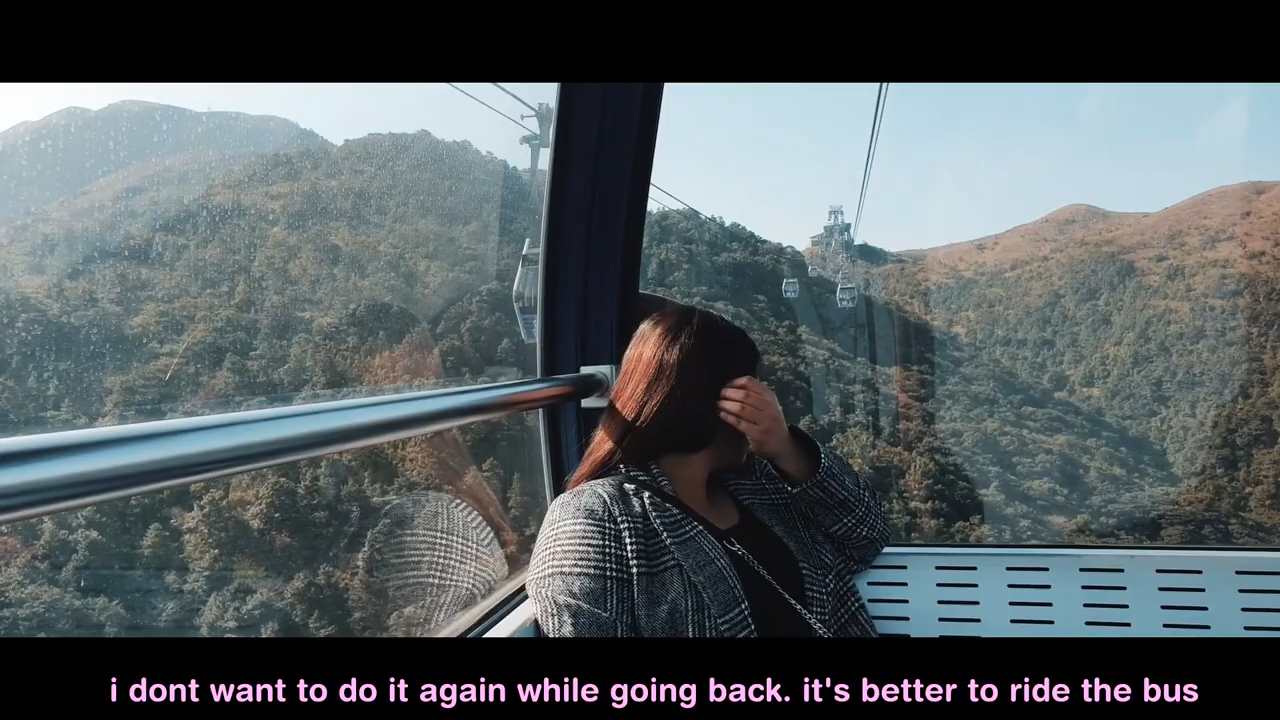 i dont want to do it again while going back. it's better to ride the bus